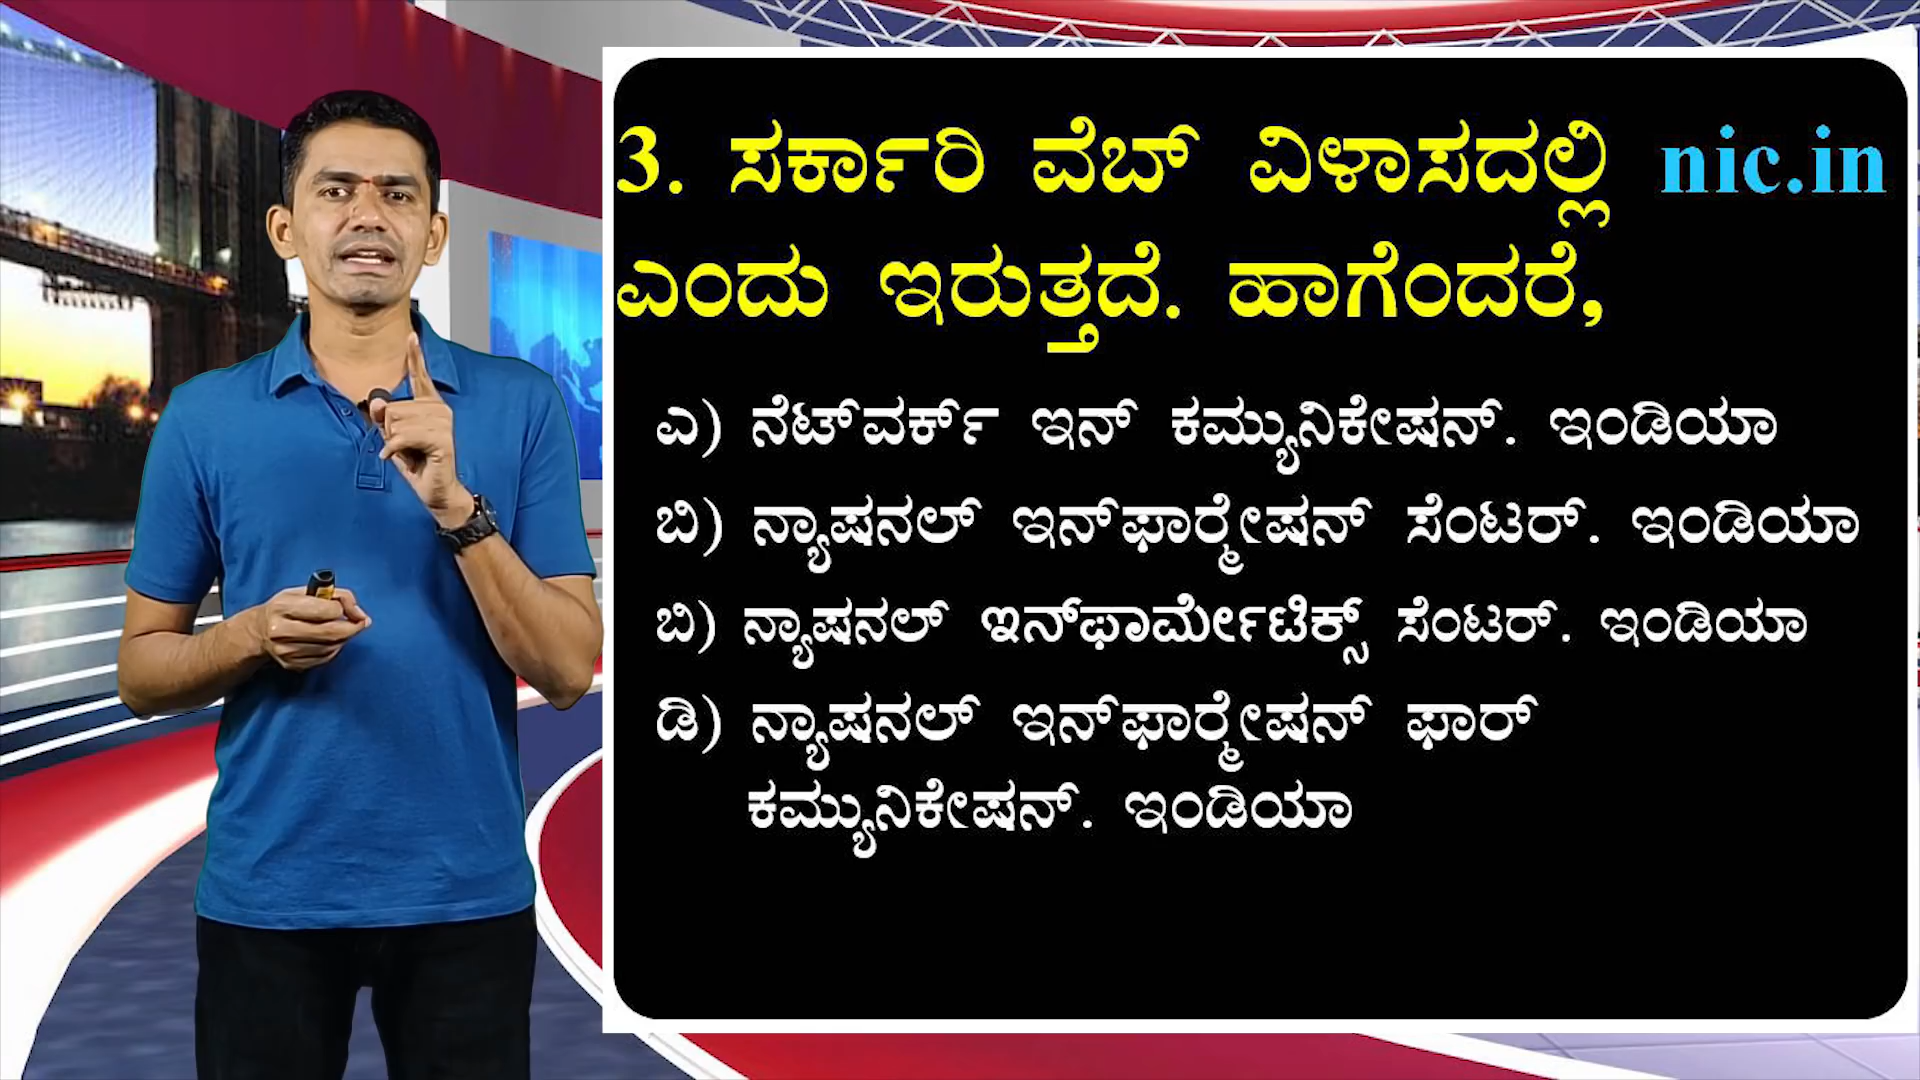 3. ಸರ್ಕಾರಿ ವೆಬ್ ವಿಳಾಸದಲ್ಲಿ nic.in
ಎಂದು ಇರುತ್ತದೆ. ಹಾಗೆಂದರೆ,
ಎ) ನೆಟ್‌ವರ್ಕ್ ಇನ್ ಕಮ್ಯುನಿಕೇಷನ್. ಇಂಡಿಯಾ
ಬಿ) ನ್ಯಾಷನಲ್ ಇನ್‌ಫಾರ‍್ಮೇಷನ್ ಸೆಂಟರ್. ಇಂಡಿಯಾ
ಬಿ) ನ್ಯಾಷನಲ್ ಇನ್‌ಫಾರ್ಮೇಟಿಕ್ಸ್ ಸೆಂಟರ್. ಇಂಡಿಯಾ
ಡಿ) ನ್ಯಾಷನಲ್ ಇನ್‌ಫಾರ‍್ಮೇಷನ್ ಫಾರ್
ಕಮ್ಯುನಿಕೇಷನ್. ಇಂಡಿಯಾ